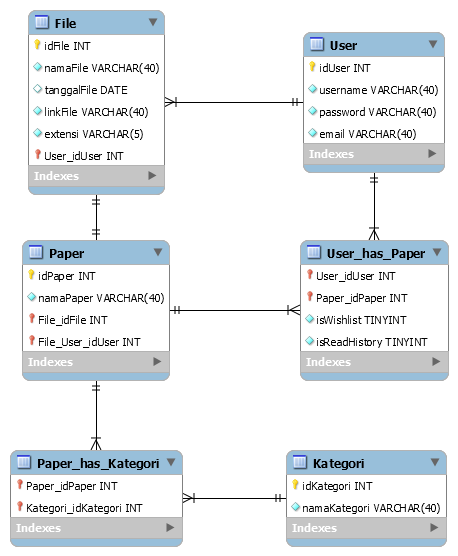 File
idFile INT
namaFile VARCHAR(40)
tanggalFile DATE
linkFile VARCHAR(40)
extensi VARCHAR(5)
User_idUser INT
Indexes
User
idUser INT
username VARCHAR(40)
password VARCHAR(40)
email VARCHAR(40)
Indexes
Paper
idPaper INT
namaPaper VARCHAR(40)
File_idFile INT
File_User_idUser INT
Indexes
User_has_Paper
User_idUser INT
Paper_idPaper INT
isWishlist TINYINT
isReadHistory TINYINT
Indexes
Paper_has_Kategori
Paper_idPaper INT
Kategori_idKategori INT
Indexes
Kategori
idKategori INT
namaKategori VARCHAR(40)
Indexes